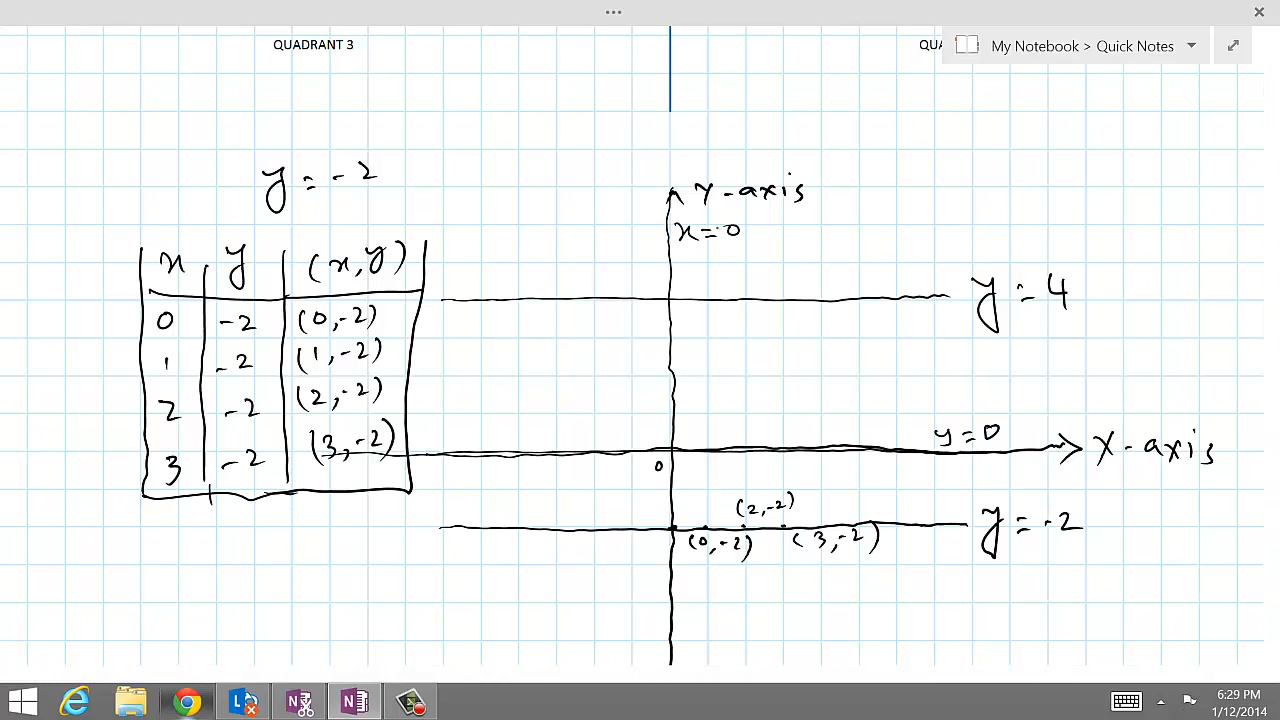 QUADRANT 3
My Notebook > Quick Notes
y = -2
x y (x,y)
0 -2 (0,-2)
1 -2 (1,-2)
2 -2 (2,-2)
3 -2 (3,-2)
Y-axis
x=0
y = 4
y=0
X-axis
0
(2,-2)
(0,-2) (3,-2)
y = -2
6:29 PM
1/12/2014